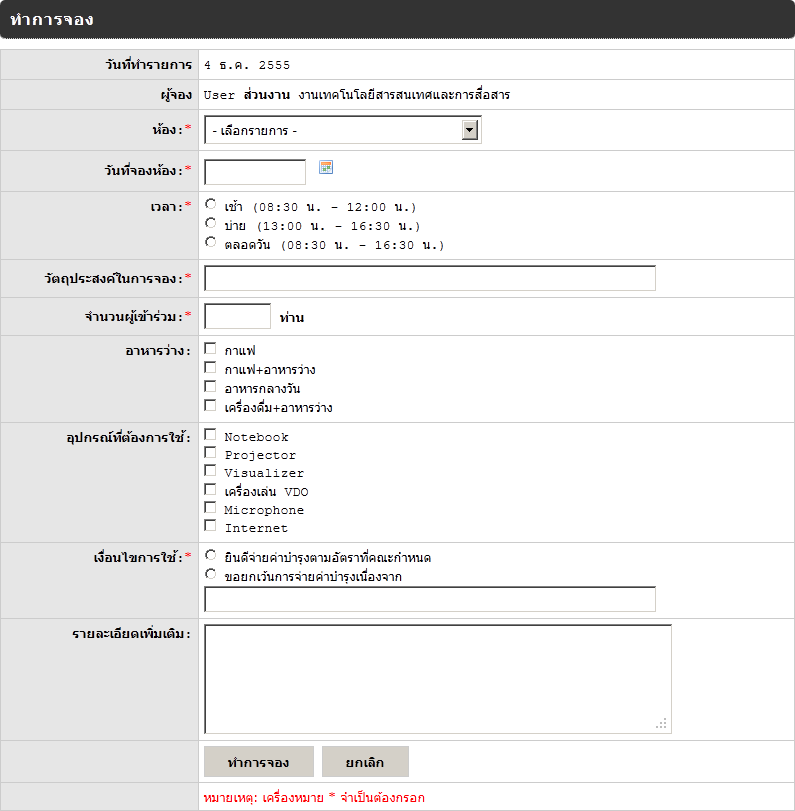 ทำการจอง
วันที่ทำรายการ 4 ธ.ค. 2555
ผู้จอง User ส่วนงาน งานเทคโนโลยีสารสนเทศและการสื่อสาร
ห้อง:* - เลือกรายการ -
วันที่จองห้อง:*
เวลา:* เช้า (08:30 น. - 12:00 น.)
บ่าย (13:00 น. - 16:30 น.)
ตลอดวัน (08:30 น. - 16:30 น.)
วัตถุประสงค์ในการจอง:*
จำนวนผู้เข้าร่วม:* ท่าน
อาหารว่าง: กาแฟ
กาแฟ+อาหารว่าง
อาหารกลางวัน
เครื่องดื่ม+อาหารว่าง
อุปกรณ์ที่ต้องการใช้: Notebook
Projector
Visualizer
เครื่องเล่น VDO
Microphone
Internet
เงื่อนไขการใช้:* ยินดีจ่ายค่าบำรุงตามอัตราที่คณะกำหนด
ขอยกเว้นการจ่ายค่าบำรุงเนื่องจาก
รายละเอียดเพิ่มเติม:
ทำการจอง ยกเลิก
หมายเหตุ: เครื่องหมาย * จำเป็นต้องกรอก